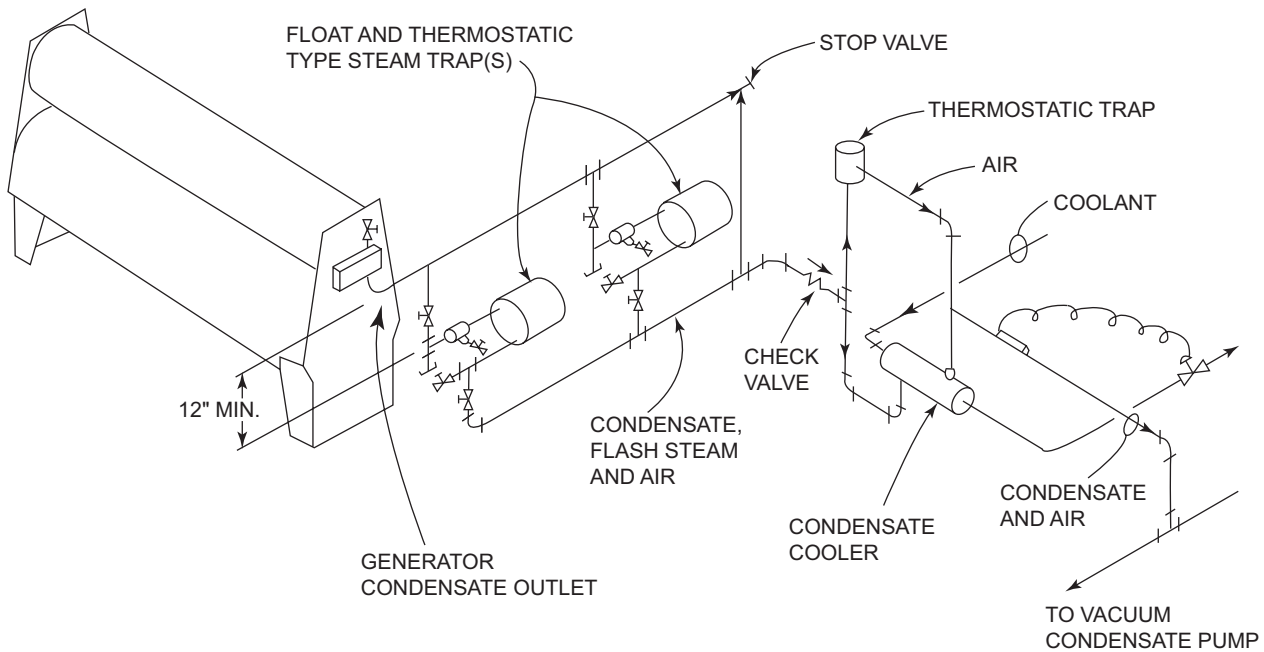 FLOAT AND THERMOSTATIC
TYPE STEAM TRAP(S)
STOP VALVE
THERMOSTATIC TRAP
AIR
COOLANT
12" MIN.
CHECK
VALVE
CONDENSATE,
FLASH STEAM
AND AIR
CONDENSATE
AND AIR
CONDENSATE
COOLER
GENERATOR
CONDENSATE OUTLET
TO VACUUM
CONDENSATE PUMP